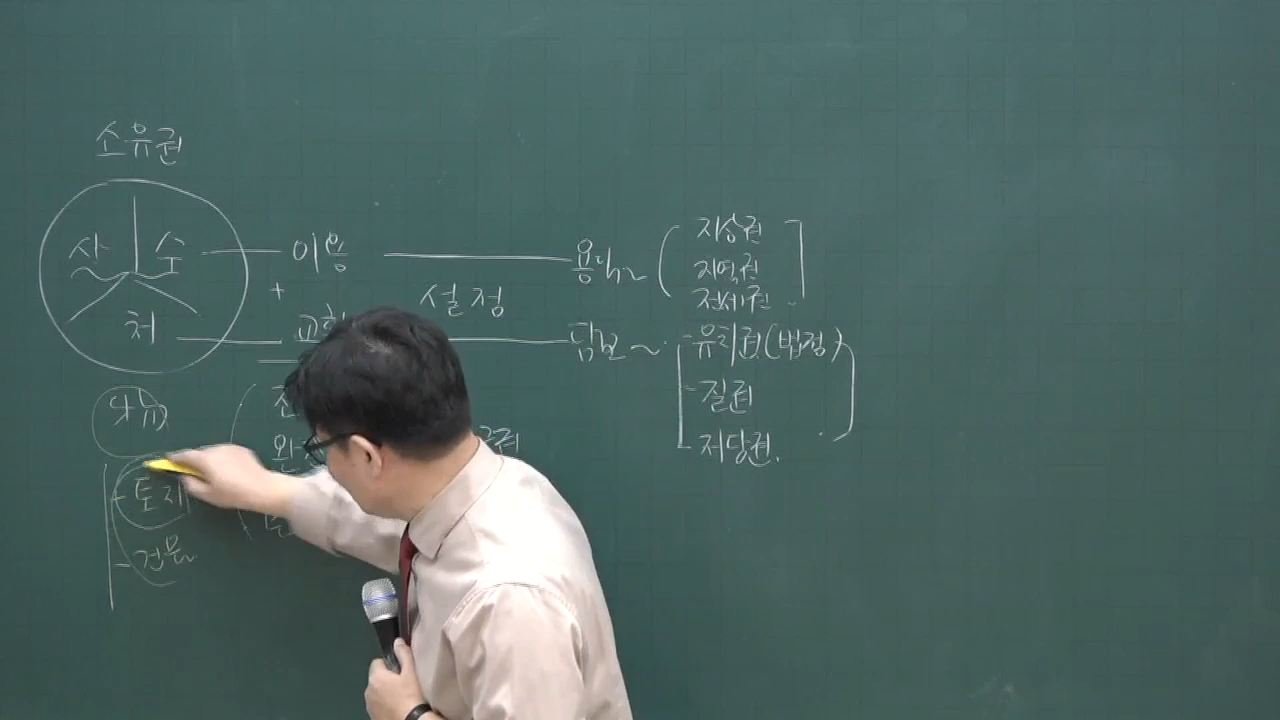 소유권
사 수
처
이용
+
교환
설정
용 ~
지상권
지역권
전세권
담보 ~
유치권(법정)
질권
저당권
완
토지
건물